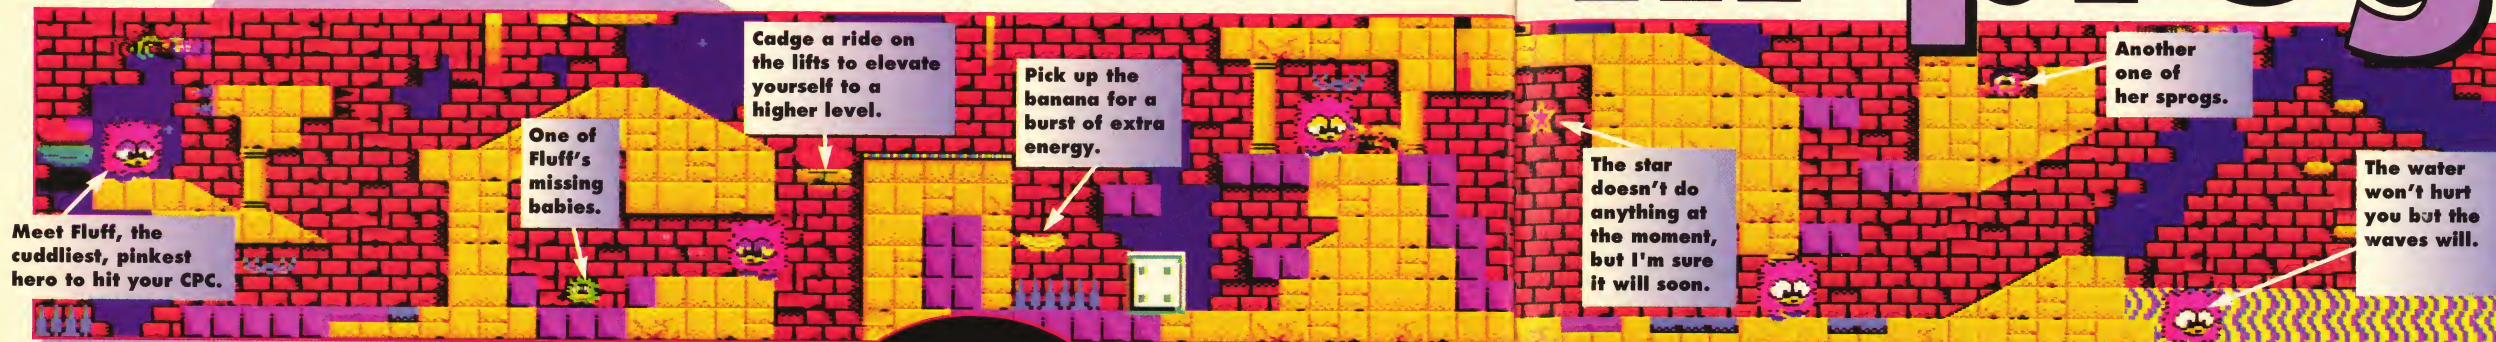 Meet Fluff, the
cuddliest, pinkest
hero to hit your CPC.
One of
Fluff's
missing
babies.
Cadge a ride on
the lifts to elevate
yourself to a
higher level.
Pick up the
banana for a
burst of extra
energy.
The star
doesn't do
anything at
the moment,
but I'm sure
it will soon.
Another
one of
her sprogs.
The water
won't hurt
you but the
waves will.